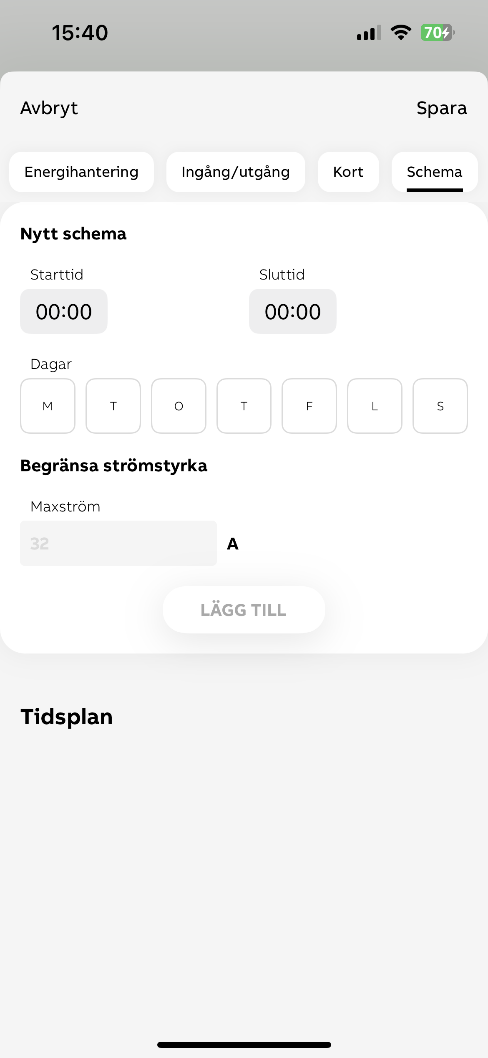 15:40
70
Avbryt
Spara
Energihantering
Ingång/utgång
Kort
Schema
Nytt schema
Starttid
Sluttid
00:00
00:00
Dagar
M T O T F L S
Begränsa strömstyrka
Maxström
32 A
LÄGG TILL
Tidsplan